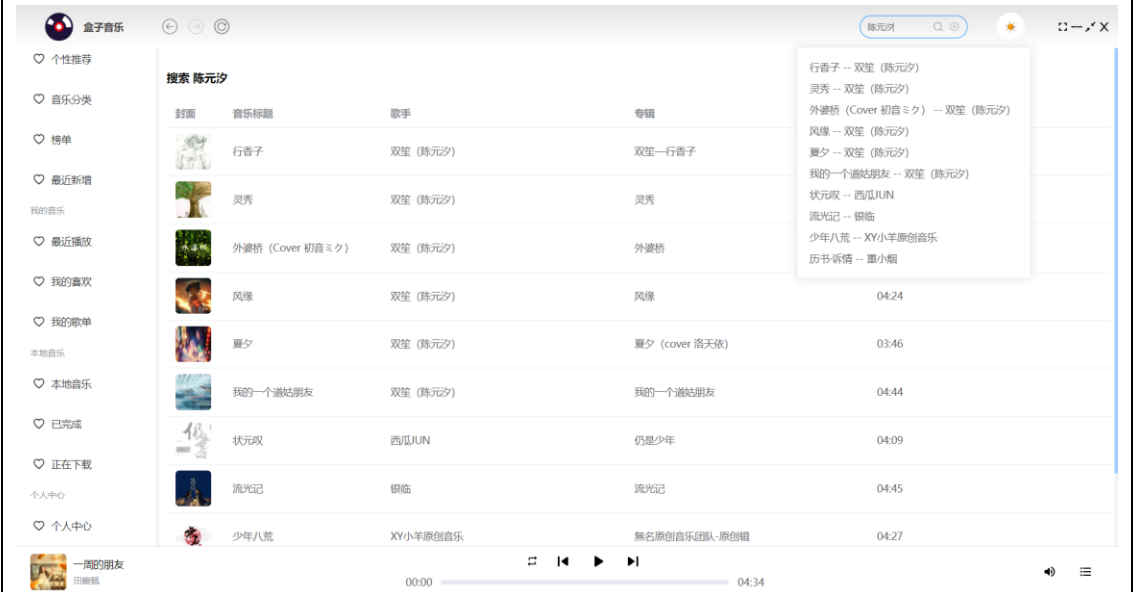 盒子音乐
陈元汐
个性推荐
音乐分类
榜单
最近新增
我的音乐
最近播放
我的喜欢
我的歌单
本地音乐
本地音乐
已完成
正在下载
个人中心
个人中心
搜索 陈元汐
封面 音乐标题 歌手 专辑
行香子 双笙（陈元汐） 双笙—行香子
灵秀 双笙（陈元汐） 灵秀
外婆桥（Cover 初音ミク） 双笙（陈元汐） 外婆桥
风缘 双笙（陈元汐） 风缘 04:24
夏夕 双笙（陈元汐） 夏夕（cover 洛天依） 03:46
我的一个道姑朋友 双笙（陈元汐） 我的一个道姑朋友 04:44
状元叹 西瓜JUN 仍是少年 04:09
流光记 银临 流光记 04:45
少年八荒 XY小羊原创音乐 無名原创音乐团队-原创辑 04:27
行香子 -- 双笙（陈元汐）
灵秀 -- 双笙（陈元汐）
外婆桥（Cover 初音ミク） -- 双笙（陈元汐）
风缘 -- 双笙（陈元汐）
夏夕 -- 双笙（陈元汐）
我的一个道姑朋友 -- 双笙（陈元汐）
状元叹 -- 西瓜JUN
流光记 -- 银临
少年八荒 -- XY小羊原创音乐
历书·诉情 -- 重小烟
一周的朋友
00:00 04:34